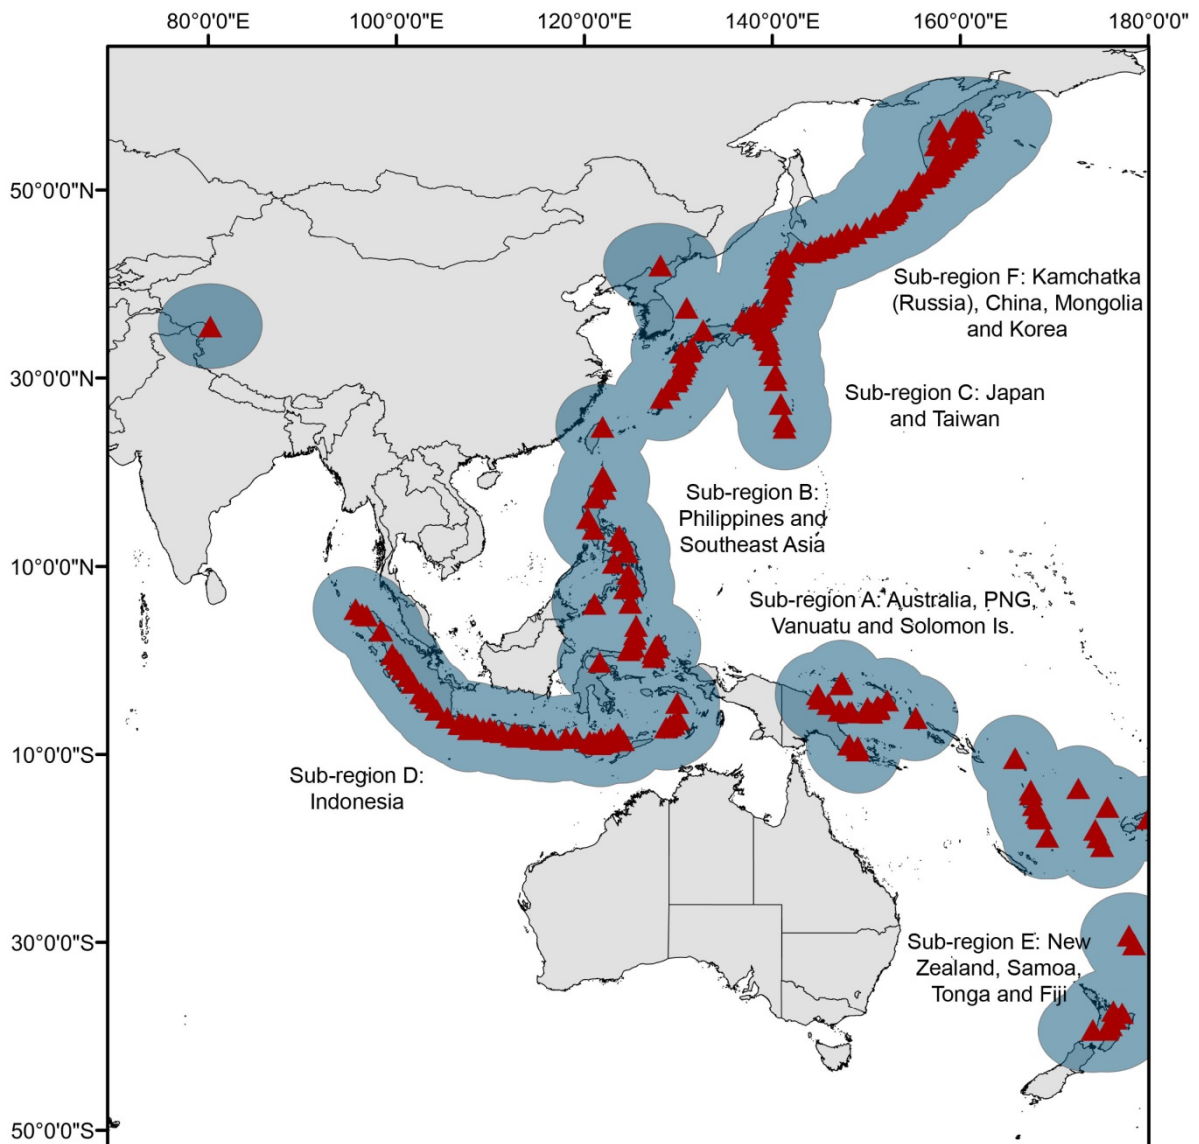 80°0'0"E 100°0'0"E 120°0'0"E 140°0'0"E 160°0'0"E 180°0'0"
50°0'0"N
Sub-region F: Kamchatka
(Russia), China, Mongolia
and Korea
30°0'0"N
Sub-region C: Japan
and Taiwan
Sub-region B:
Philippines and
Southeast Asia
10°0'0"N
Sub-region A: Australia, PNG,
Vanuatu and Solomon Is.
10°0'0"S
Sub-region D:
Indonesia
30°0'0"S
Sub-region E: New
Zealand, Samoa,
Tonga and Fiji
50°0'0"S